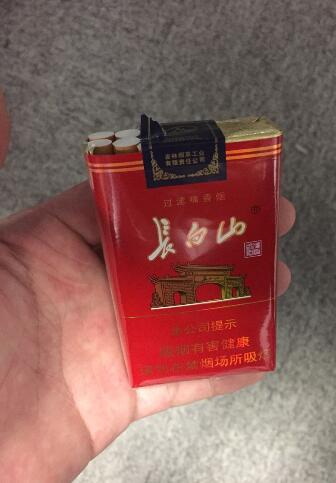 吉林烟草工业
有限责任公司
过滤嘴香烟
長白山
®
本公司提示
吸烟有害健康
请勿在禁烟场所吸烟